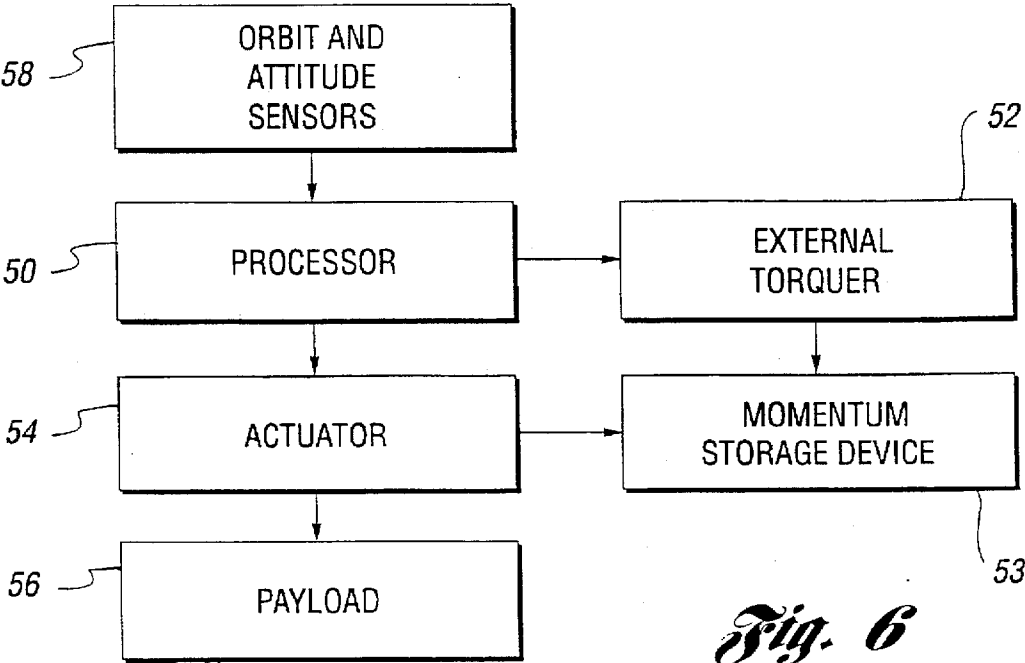 58
ORBIT AND
ATTITUDE
SENSORS
52
50
PROCESSOR
EXTERNAL
TORQUER
54
ACTUATOR
MOMENTUM
STORAGE DEVICE
53
56
PAYLOAD
Fig. 6